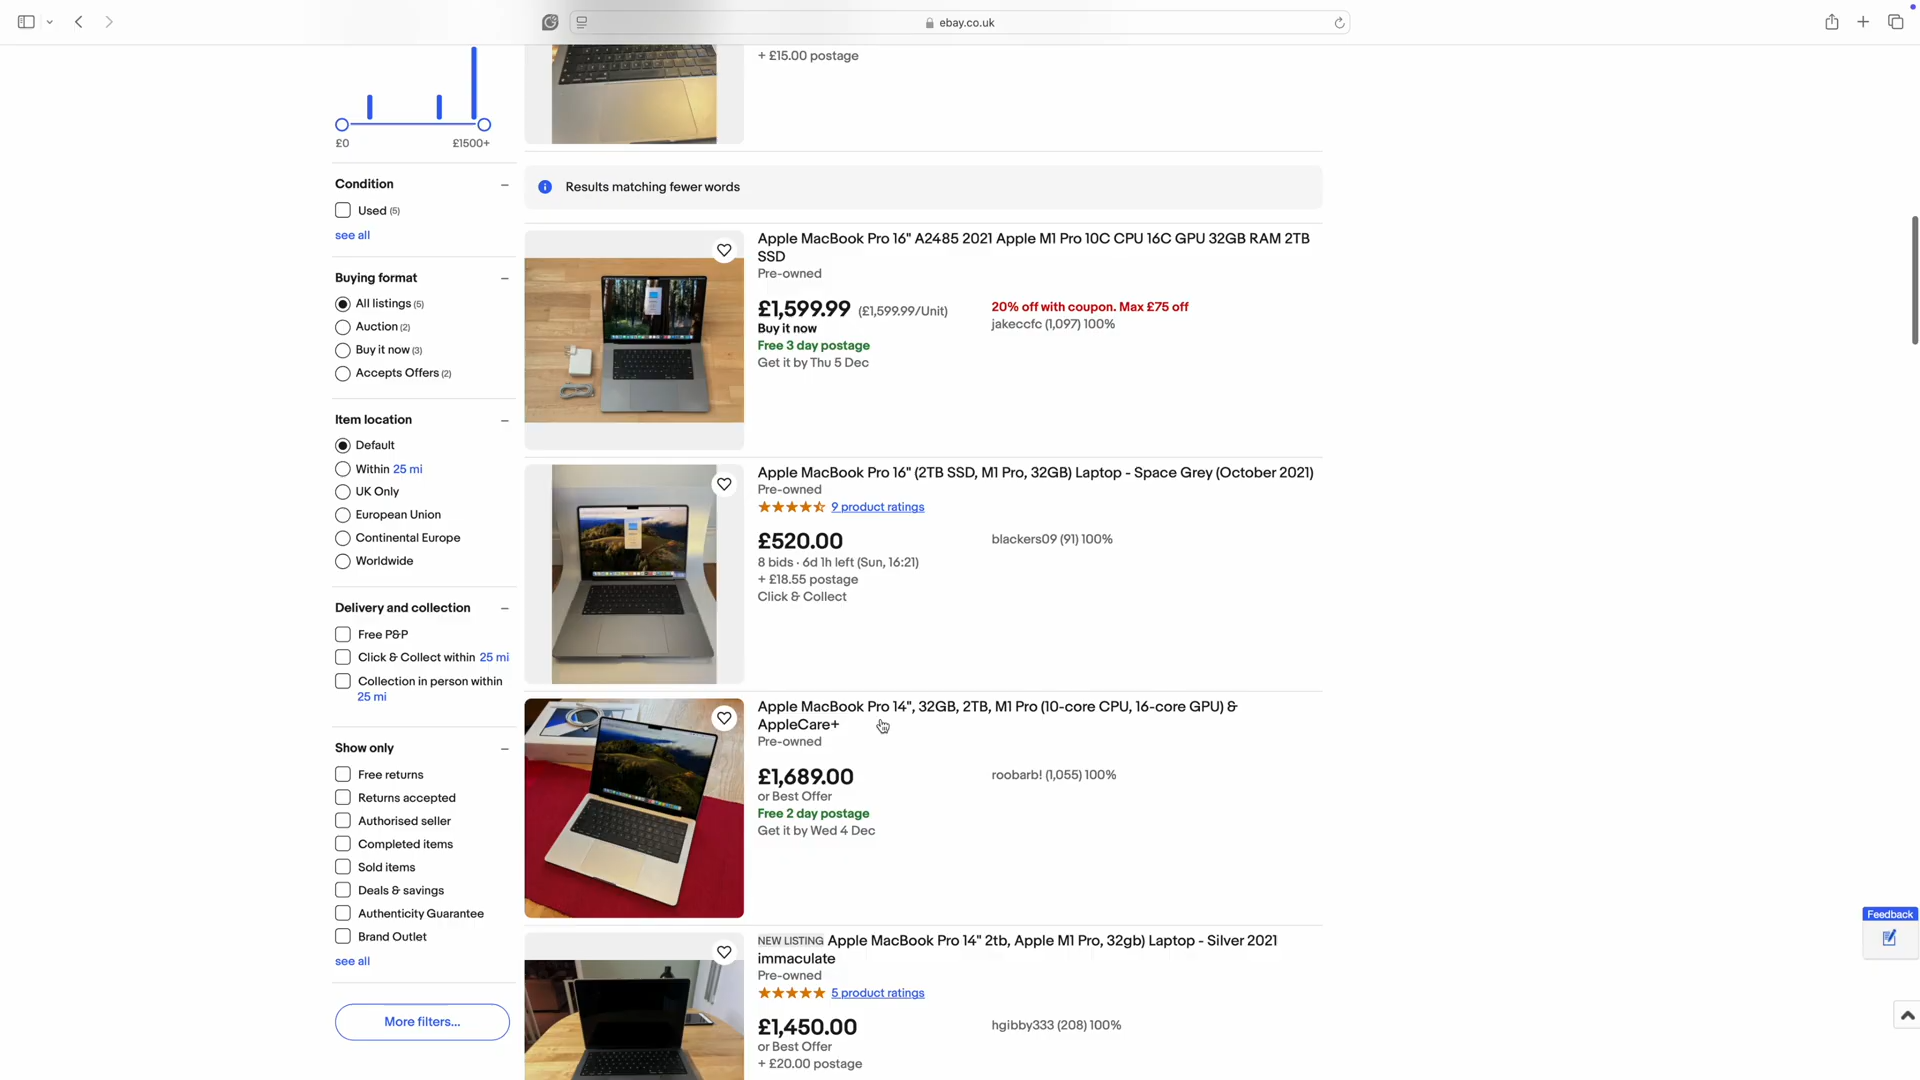 ebay.co.uk
+ £15.00 postage
£0
£1500+
Condition
Used (5)
see all
Buying format
All listings (5)
Auction (2)
Buy it now (3)
Accepts Offers (2)
Item location
Default
Within 25 mi
UK Only
European Union
Continental Europe
Worldwide
Delivery and collection
Free P&P
Click & Collect within 25 mi
Collection in person within
25 mi
Show only
Free returns
Returns accepted
Authorised seller
Completed items
Sold items
Deals & savings
Authenticity Guarantee
Brand Outlet
see all
More filters...
Results matching fewer words
Apple MacBook Pro 16" A2485 2021 Apple M1 Pro 10C CPU 16C GPU 32GB RAM 2TB
SSD
Pre-owned
£1,599.99 (£1,599.99/Unit)
Buy it now
Free 3 day postage
Get it by Thu 5 Dec
20% off with coupon. Max £75 off
jakeccfc (1,097) 100%
Apple MacBook Pro 16" (2TB SSD, M1 Pro, 32GB) Laptop - Space Grey (October 2021)
Pre-owned
9 product ratings
£520.00
8 bids · 6d 1h left (Sun, 16:21)
+ £18.55 postage
Click & Collect
blackers09 (91) 100%
Apple MacBook Pro 14", 32GB, 2TB, M1 Pro (10-core CPU, 16-core GPU) &
AppleCare+
Pre-owned
£1,689.00
or Best Offer
Free 2 day postage
Get it by Wed 4 Dec
roobarb! (1,055) 100%
NEW LISTING Apple MacBook Pro 14" 2tb, Apple M1 Pro, 32gb) Laptop - Silver 2021
immaculate
Pre-owned
5 product ratings
£1,450.00
or Best Offer
+ £20.00 postage
hgibby333 (208) 100%
Feedback